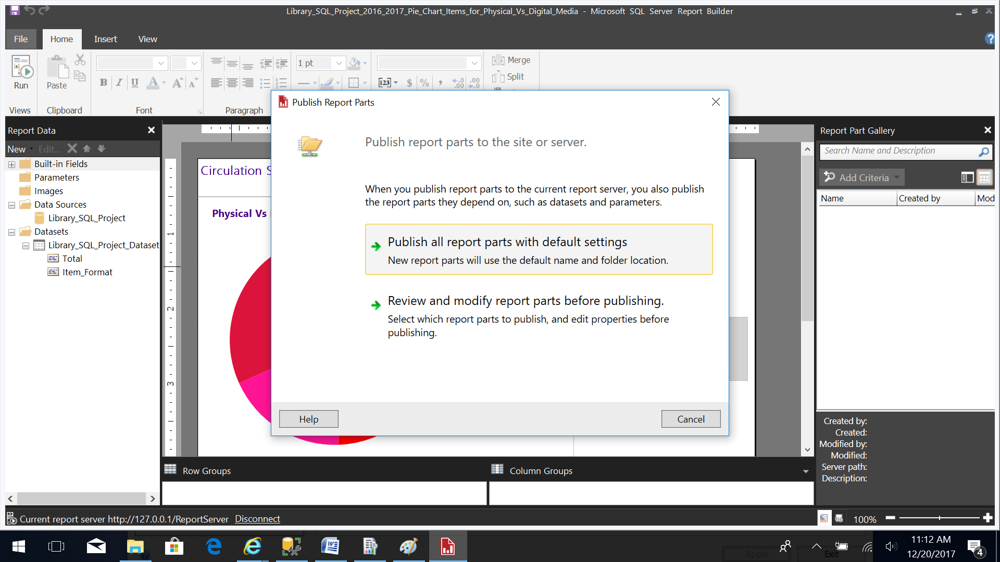 Library_SQL_Project_2016_2017_Pie_Chart_Items_for_Physical_Vs_Digital_Media - Microsoft SQL Server Report Builder
File Home Insert View
?
1 pt
Merge
Split
Run
Paste
B I U A A A
[123] $ % , .0 .00 .00 .0
Views Clipboard Font Paragraph
Publish Report Parts
Report Data
New Edit...
Built-in Fields
Parameters
Images
Data Sources
Library_SQL_Project
Datasets
Library_SQL_Project_Dataset
Total
Item_Format
Circulation S
Physical Vs
1
2
3
Publish report parts to the site or server.
When you publish report parts to the current report server, you also publish
the report parts they depend on, such as datasets and parameters.
Publish all report parts with default settings
New report parts will use the default name and folder location.
Review and modify report parts before publishing.
Select which report parts to publish, and edit properties before
publishing.
Help Cancel
Report Part Gallery
Search Name and Description
Add Criteria
Name Created by Mod
Created by:
Created:
Modified by:
Modified:
Server path:
Description:
Row Groups Column Groups
Current report server http://127.0.0.1/ReportServer Disconnect
100%
Apply Exit
11:12 AM
12/20/2017
4